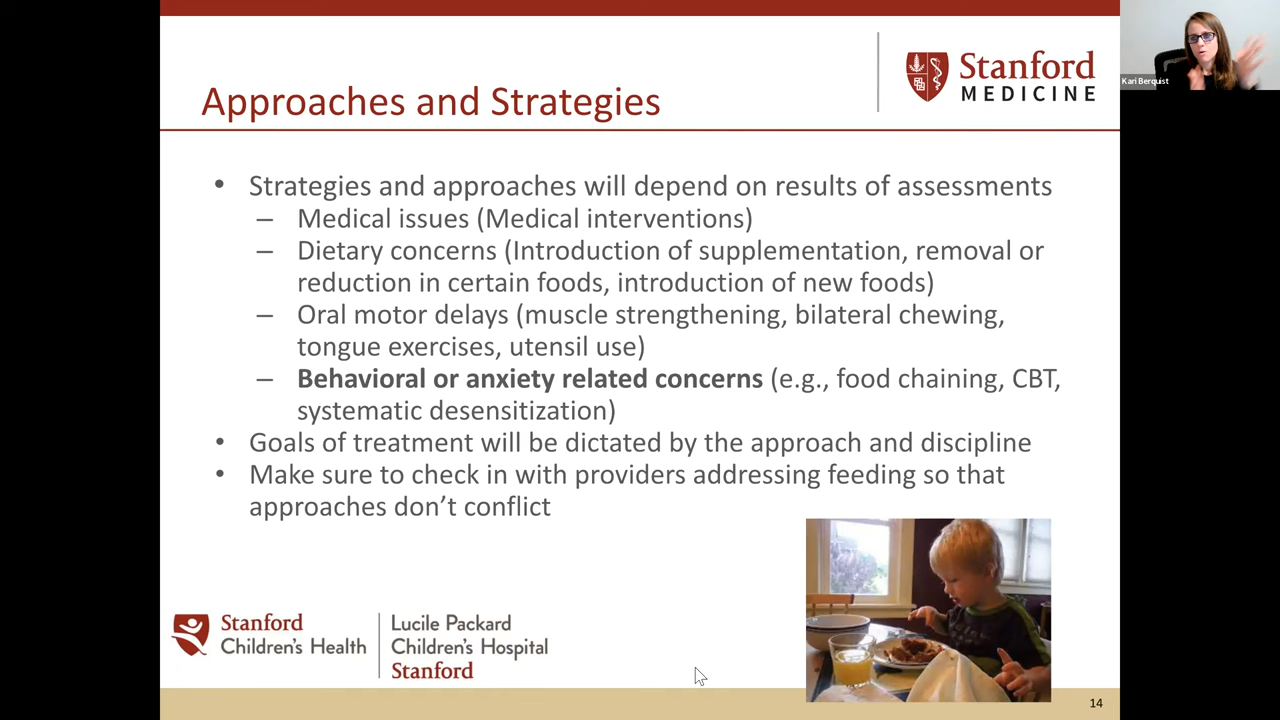 Stanford
MEDICINE
Kari Berquist
Approaches and Strategies
• Strategies and approaches will depend on results of assessments
– Medical issues (Medical interventions)
– Dietary concerns (Introduction of supplementation, removal or
reduction in certain foods, introduction of new foods)
– Oral motor delays (muscle strengthening, bilateral chewing,
tongue exercises, utensil use)
– Behavioral or anxiety related concerns (e.g., food chaining, CBT,
systematic desensitization)
• Goals of treatment will be dictated by the approach and discipline
• Make sure to check in with providers addressing feeding so that
approaches don’t conflict
Stanford
Children’s Health
Lucile Packard
Children’s Hospital
Stanford
14